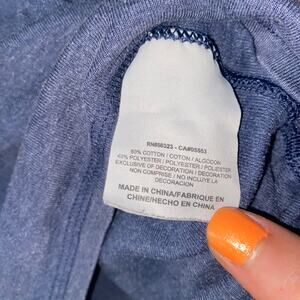 RN856323 - CA#05553
60% COTTON / COTON / ALGODON
40% POLYESTER / POLYESTER / POLIESTER
EXCLUSIVE OF DECORATION / DECORATION
NON COMPRISE / NO INCLUYE LA
DECORACION
MADE IN CHINA/FABRIQUE EN
CHINE/HECHO EN CHINA